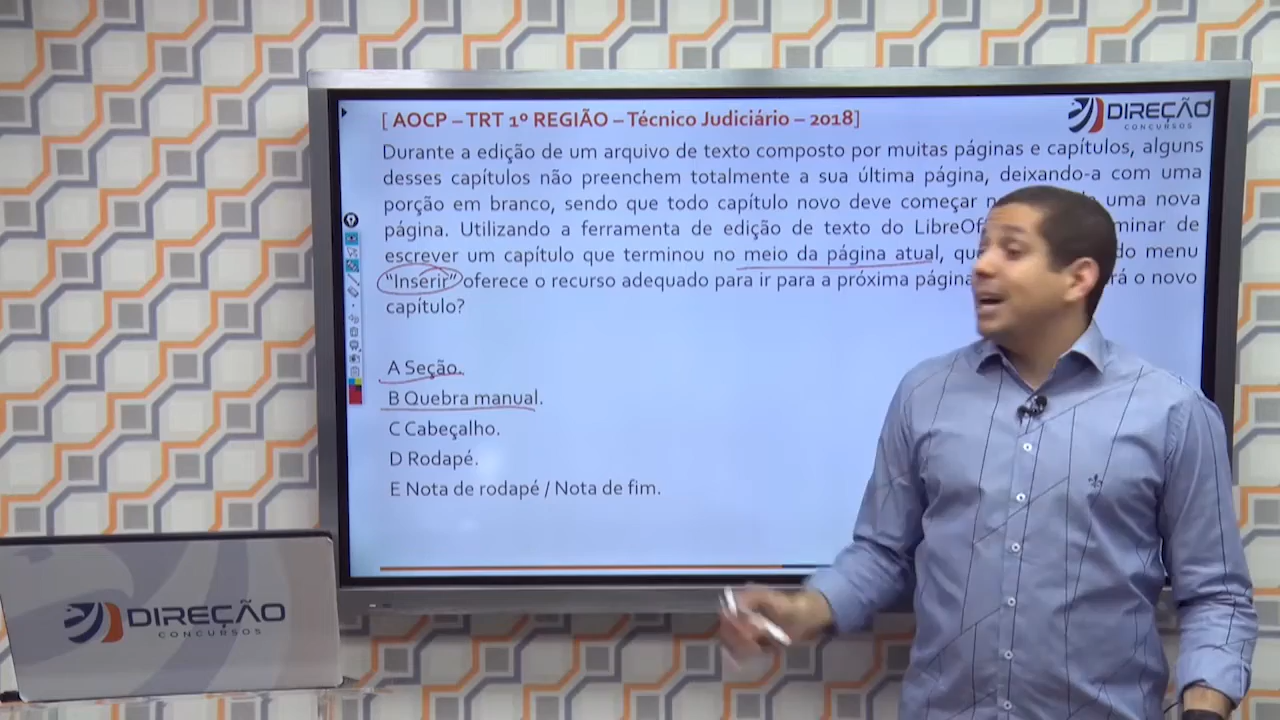 [ AOCP – TRT 1º REGIÃO – Técnico Judiciário – 2018]
DIREÇÃO
CONCURSOS
Durante a edição de um arquivo de texto composto por muitas páginas e capítulos, alguns
desses capítulos não preenchem totalmente a sua última página, deixando-a com uma
porção em branco, sendo que todo capítulo novo deve começar uma nova
página. Utilizando a ferramenta de edição de texto do de
escrever um capítulo que terminou no meio da página atual, menu
“Inserir” oferece o recurso adequado para ir para a próxima página o novo
capítulo?
A Seção.
B Quebra manual.
C Cabeçalho.
D Rodapé.
E Nota de rodapé / Nota de fim.
DIREÇÃO
CONCURSOS